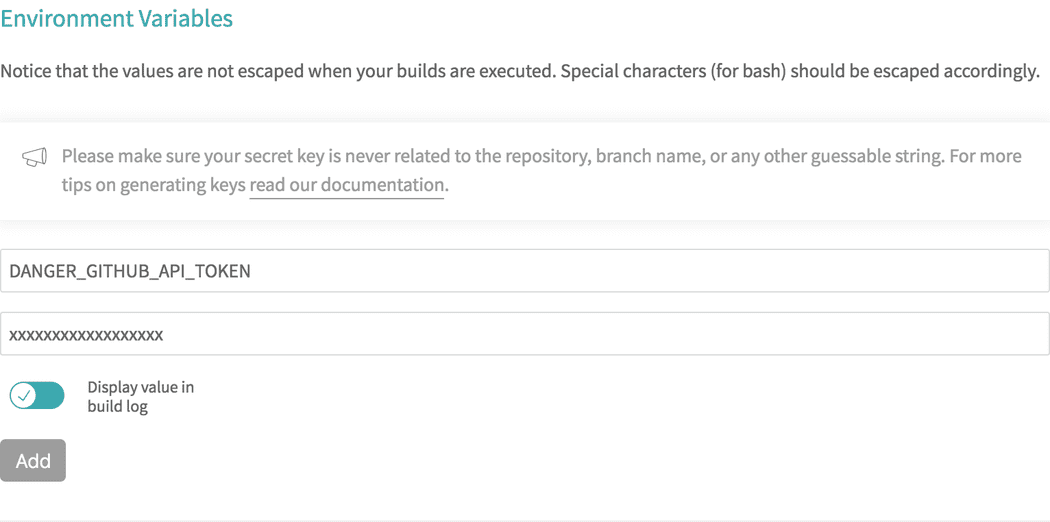 Environment Variables
Notice that the values are not escaped when your builds are executed. Special characters (for bash) should be escaped accordingly.
Please make sure your secret key is never related to the repository, branch name, or any other guessable string. For more
tips on generating keys read our documentation.
DANGER_GITHUB_API_TOKEN
xxxxxxxxxxxxxxxxxx
Display value in
build log
Add